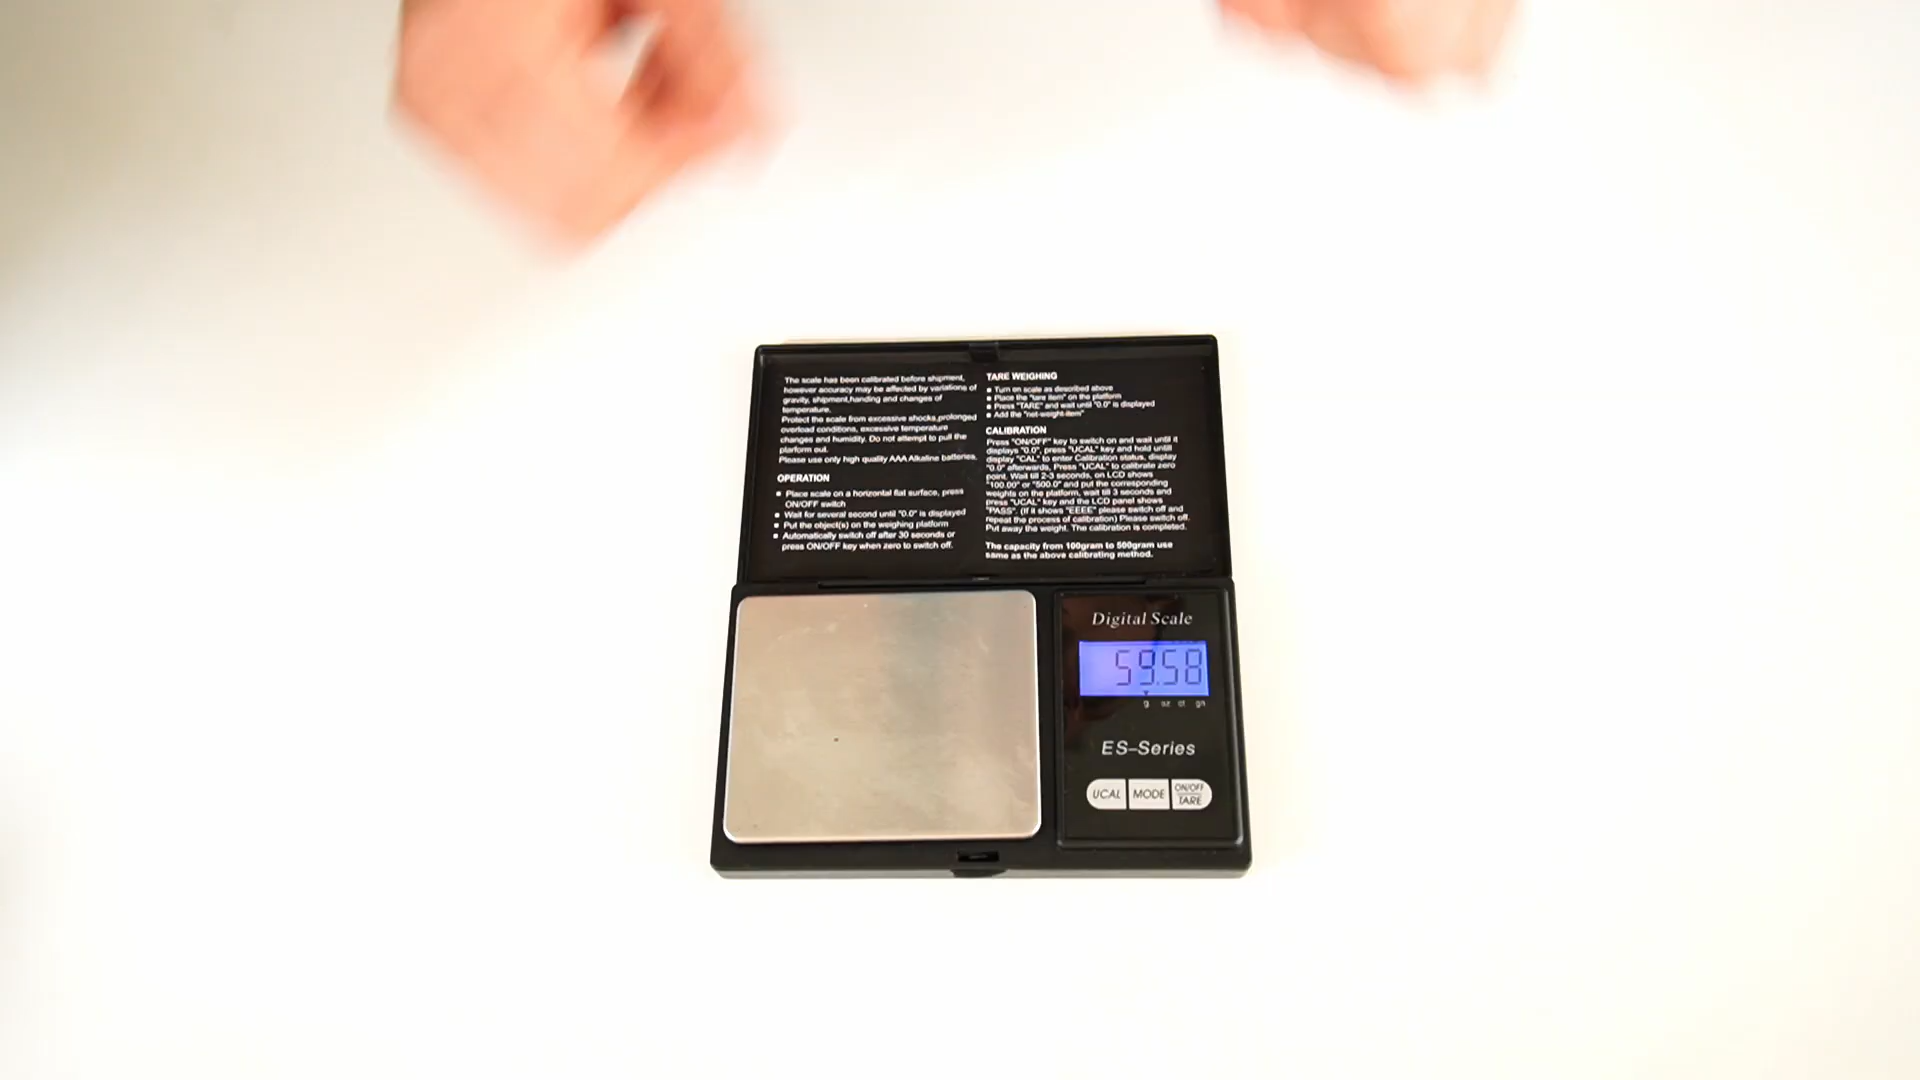 The scale has been calibrated before shipment,
however accuracy may be affected by variations of
gravity, shipment,handing and changes of
temperature.
Protect the scale from excessive shocks,prolonged
overload conditions, excessive temperature
changes and humidity. Do not attempt to pull the
plarform out.
Please use only high quality AAA Alkaline batteries.
OPERATION
Place scale on a horizontal flat surface, press
ON/OFF switch
Wait for several second until "0.0" is displayed
Put the object(s) on the weighing platform
Automatically switch off after 30 seconds or
press ON/OFF key when zero to switch off.
TARE WEIGHING
Turn on scale as described above
Place the "tare item" on the platform
Press "TARE" and wait until "0.0" is displayed
Add the "net-weight-item"
CALIBRATION
Press "ON/OFF" key to switch on and wait until it
displays "0.0", press "UCAL" key and hold untill
display "CAL" to enter Calibration status, display
"0.0" afterwards, Press "UCAL" to calibrate zero
point. Wait till 2-3 seconds, on LCD shows
"100.00" or "500.0" and put the corresponding
weights on the platform, wait till 3 seconds and
press "UCAL" key and the LCD panel shows
"PASS". (If it shows "EEEE" please switch off and
repeat the process of calibration) Please switch off.
Put away the weight. The calibration is completed.
The capacity from 100gram to 500gram use
same as the above calibrating method.
Digital Scale
59.58
g oz ct gn
ES-Series
UCAL MODE ON/OFF
TARE